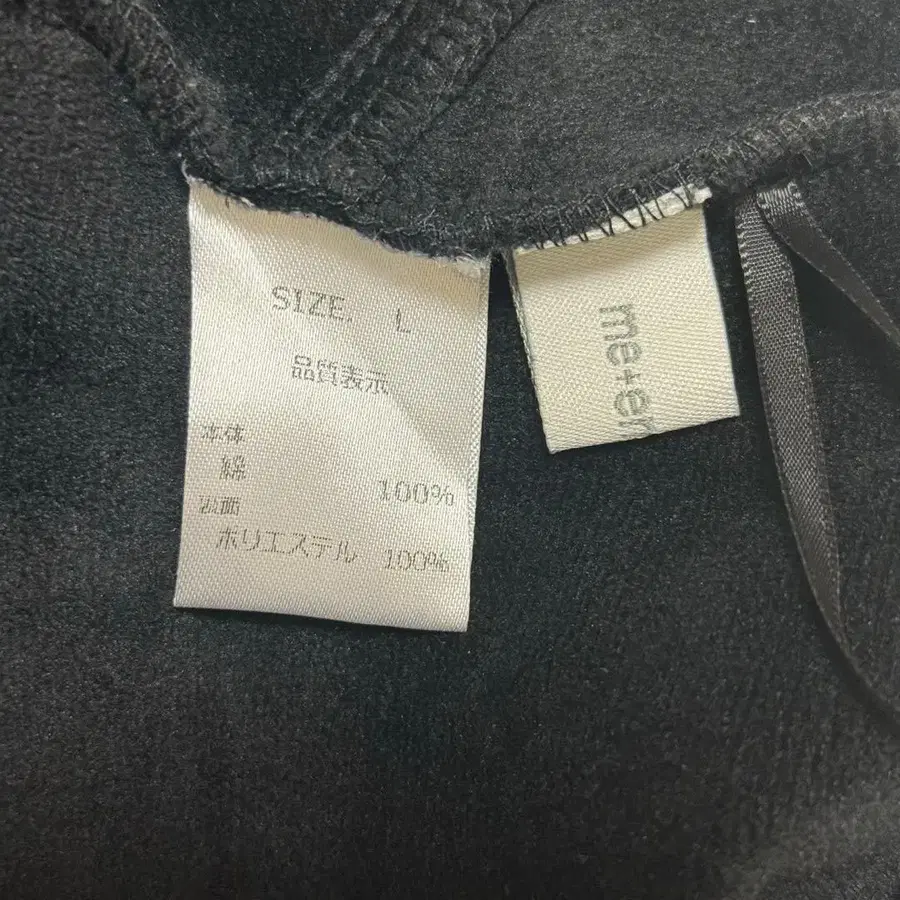 SIZE L
品質表示
本体
綿
100%
裏面
ポリエステル 100%
me+er